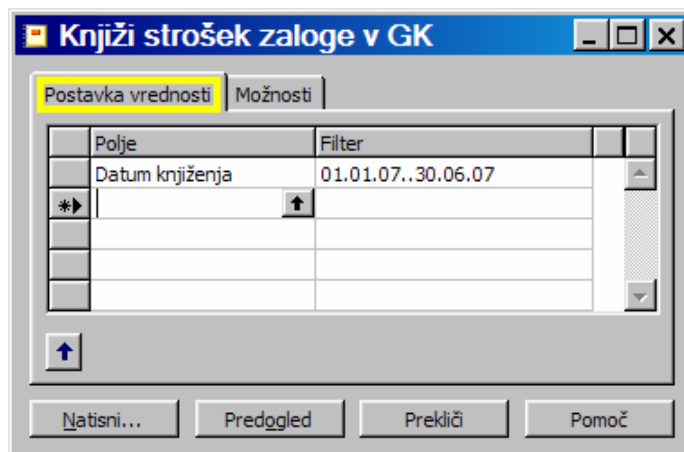 Knjiži strošek zaloge v GK
Postavka vrednosti Možnosti
Polje Filter
Datum knjiženja 01.01.07..30.06.07
Natisni... Predogled Prekliči Pomoč